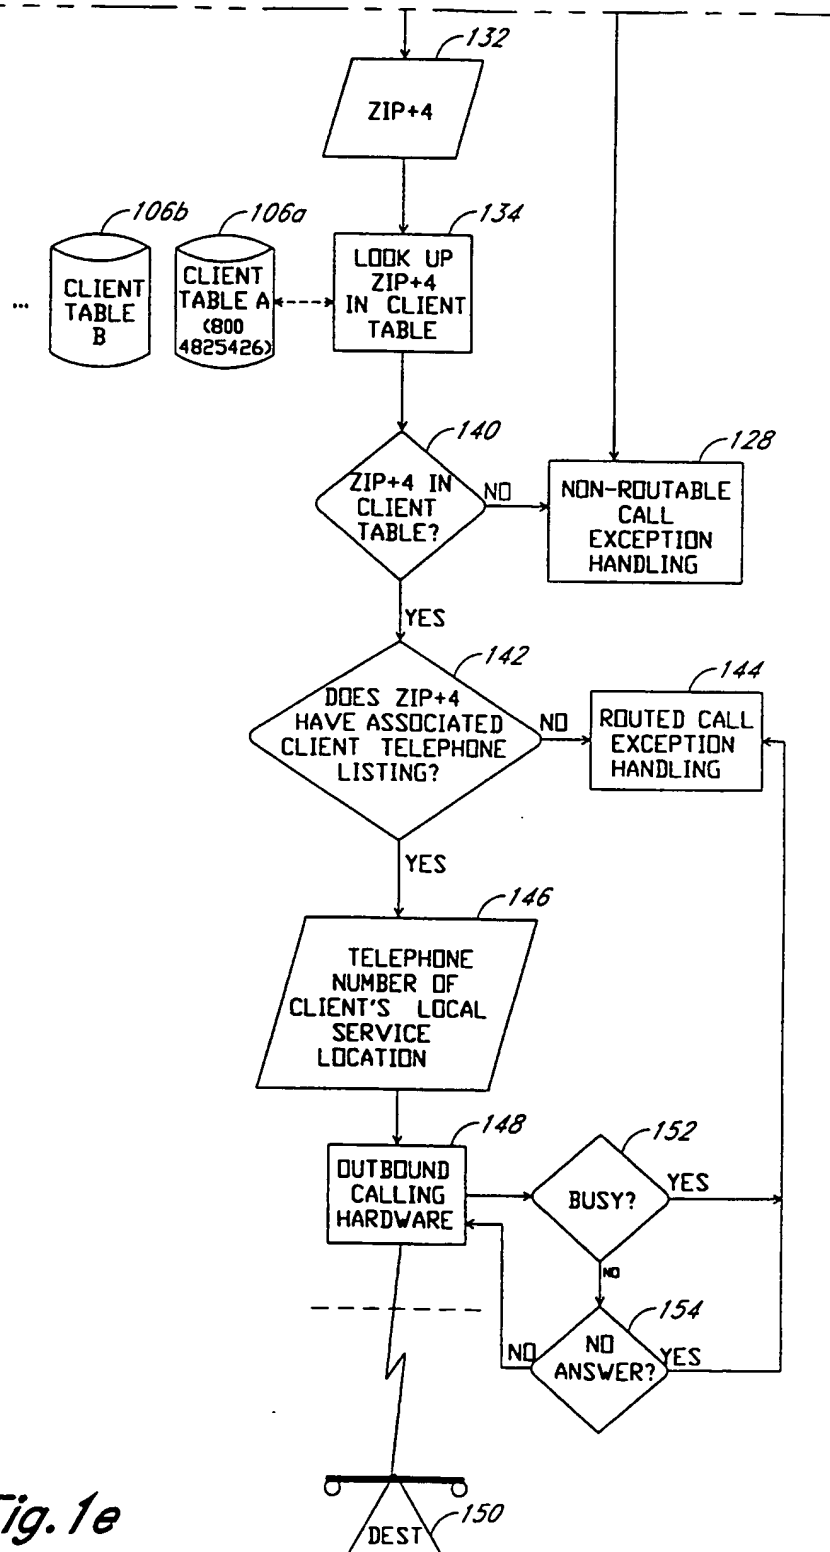 132
ZIP+4
106b
106a
134
LOOK UP
ZIP+4
IN CLIENT
TABLE
...
CLIENT
TABLE
B
CLIENT
TABLE A
(800
4825426)
140
ZIP+4 IN
CLIENT
TABLE?
NO
128
NON-ROUTABLE
CALL
EXCEPTION
HANDLING
YES
142
DOES ZIP+4
HAVE ASSOCIATED
CLIENT TELEPHONE
LISTING?
NO
144
ROUTED CALL
EXCEPTION
HANDLING
YES
146
TELEPHONE
NUMBER OF
CLIENT'S LOCAL
SERVICE
LOCATION
148
OUTBOUND
CALLING
HARDWARE
152
BUSY?
YES
NO
154
NO
ANSWER?
NO
YES
150
DEST
Fig. 1e